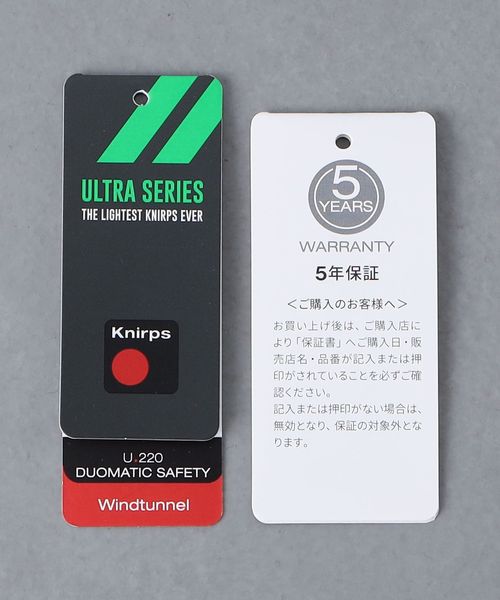 ULTRA SERIES
THE LIGHTEST KNIRPS EVER
Knirps
U.220
DUOMATIC SAFETY
Windtunnel
5
YEARS
WARRANTY
5年保証
＜ご購入のお客様へ＞
お買い上げ後は、ご購入店に
より「保証書」へご購入日・販
売店名・品番が記入または押
印がされていることを必ずご確
認ください。
記入または押印がない場合は、
無効となり、保証の対象外とな
ります。